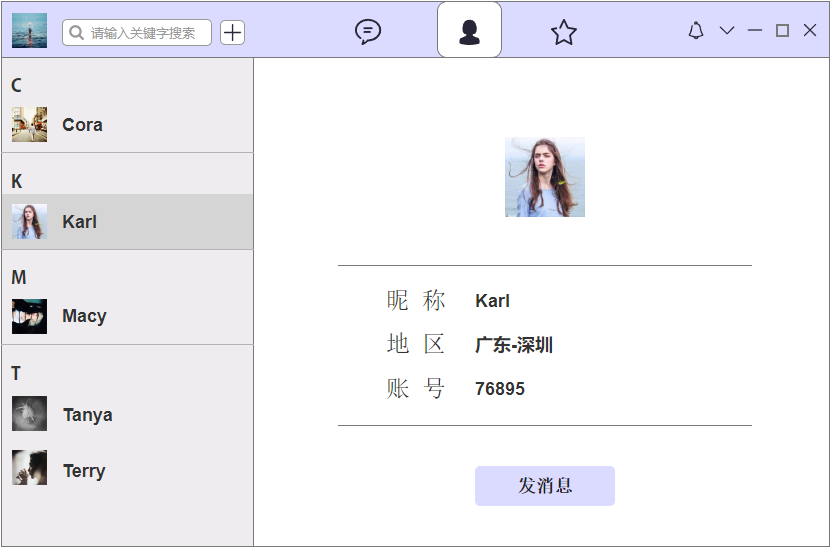 请输入关键字搜索
C
Cora
K
Karl
M
Macy
T
Tanya
Terry
昵 称 Karl
地 区 广东-深圳
账 号 76895
发消息